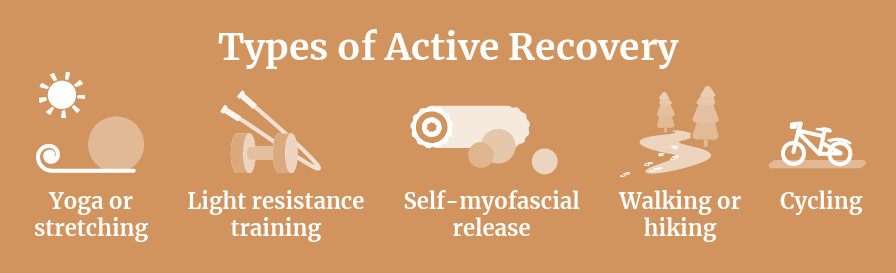 Types of Active Recovery
Yoga or
stretching
Light resistance
training
Self-myofascial
release
Walking or
hiking
Cycling